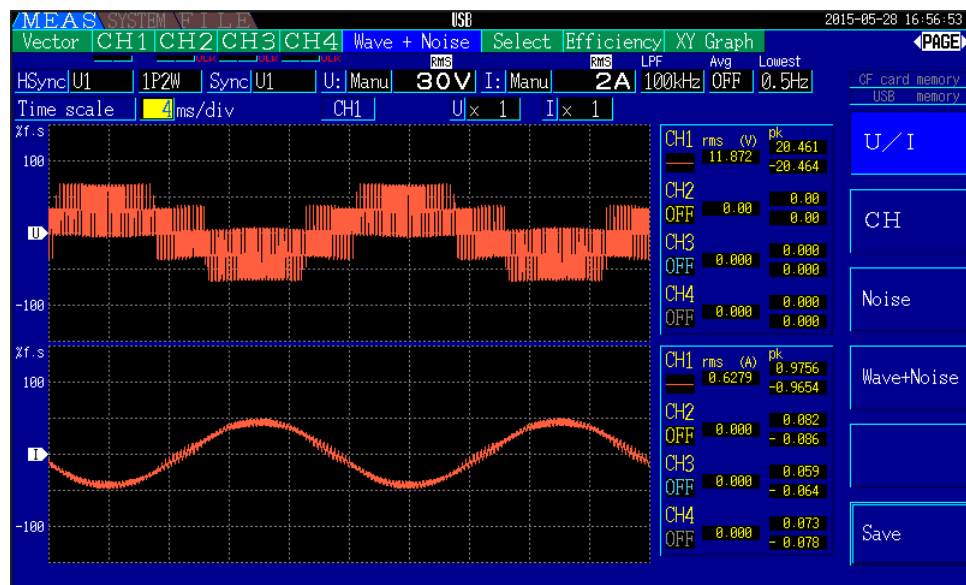 MEAS SYSTEM FILE USB 2015-05-28 16:56:53
Vector CH1 CH2 CH3 CH4 Wave + Noise Select Efficiency XY Graph PAGE
RMS RMS LPF Avg Lowest
HSync U1 1P2W Sync U1 U: Manu 30V I: Manu 2A 100kHz OFF 0.5Hz
CF card memory
USB memory
Time scale 4 ms/div CH1 U x 1 I x 1
%f.s
100
U
-100
CH1 rms (V) pk
11.872 20.461
-20.464
CH2 0.00
OFF 0.00 0.00
CH3 0.000
OFF 0.000 0.000
CH4 0.000
OFF 0.000 0.000
%f.s
100
I
-100
CH1 rms (A) pk
0.6279 0.9756
-0.9654
CH2 0.082
OFF 0.000 - 0.086
CH3 0.059
OFF 0.000 - 0.064
CH4 0.073
OFF 0.000 - 0.078
U/I
CH
Noise
Wave+Noise
Save